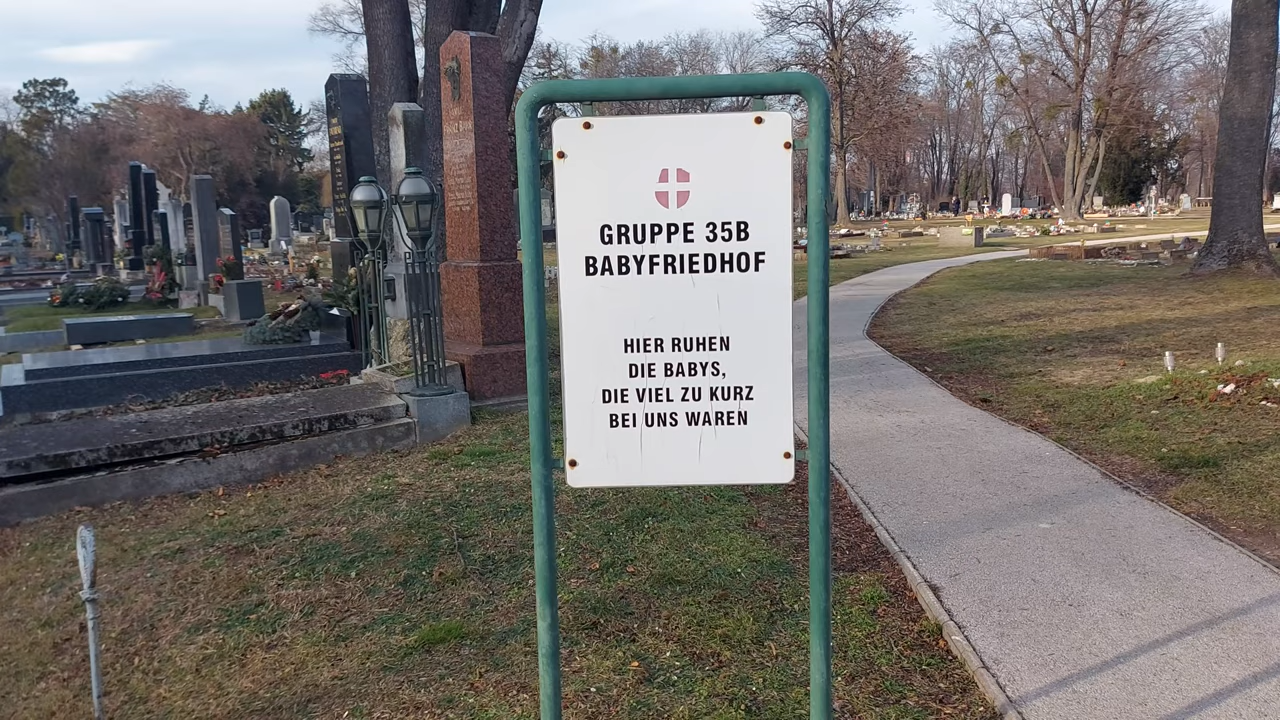 GRUPPE 35B
BABYFRIEDHOF
HIER RUHEN
DIE BABYS,
DIE VIEL ZU KURZ
BEI UNS WAREN